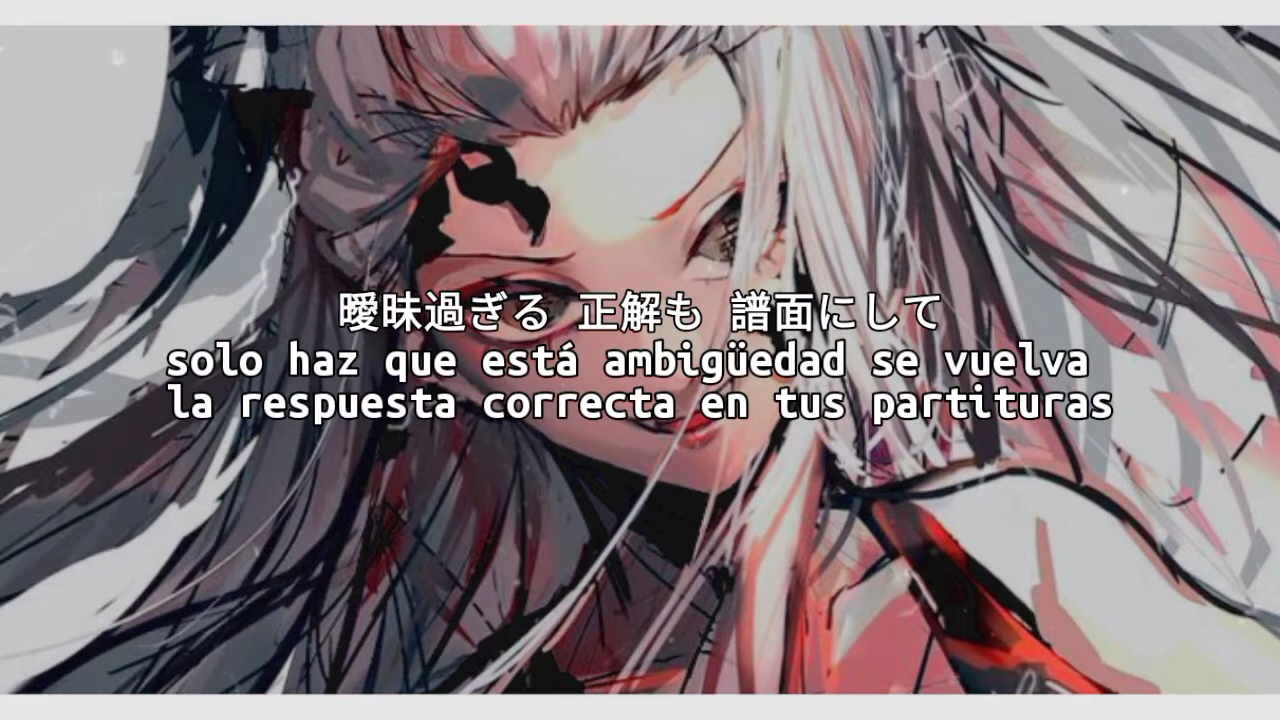 曖昧過ぎる 正解も 譜面にして
solo haz que está ambigüedad se vuelva
la respuesta correcta en tus partituras